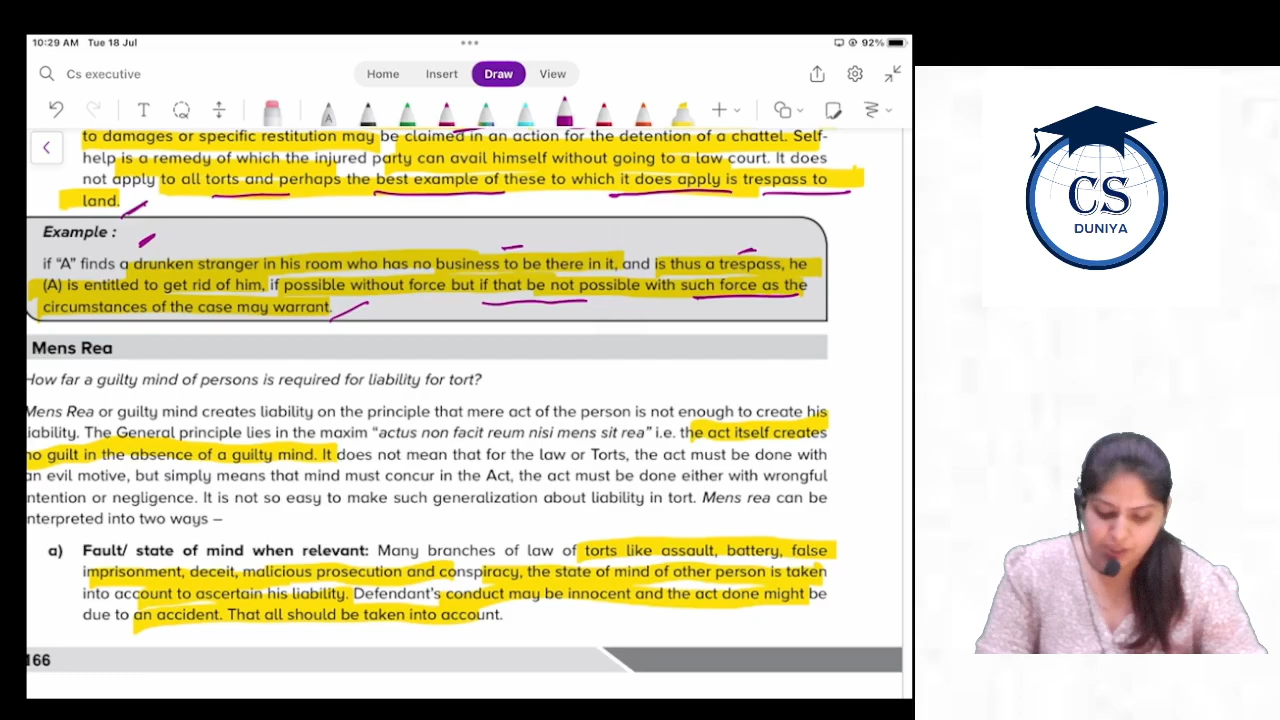 10:29 AM Tue 18 Jul
92%
Cs executive
Home Insert Draw View
T
A
CS
DUNIYA
to damages or specific restitution may be claimed in an action for the detention of a chattel. Self-
help is a remedy of which the injured party can avail himself without going to a law court. It does
not apply to all torts and perhaps the best example of these to which it does apply is trespass to
land.
Example :
if “A” finds a drunken stranger in his room who has no business to be there in it, and is thus a trespass, he
(A) is entitled to get rid of him, if possible without force but if that be not possible with such force as the
circumstances of the case may warrant.
Mens Rea
How far a guilty mind of persons is required for liability for tort?
Mens Rea or guilty mind creates liability on the principle that mere act of the person is not enough to create his
iability. The General principle lies in the maxim “actus non facit reum nisi mens sit rea” i.e. the act itself creates
no guilt in the absence of a guilty mind. It does not mean that for the law or Torts, the act must be done with
an evil motive, but simply means that mind must concur in the Act, the act must be done either with wrongful
ntention or negligence. It is not so easy to make such generalization about liability in tort. Mens rea can be
nterpreted into two ways –
a) Fault/ state of mind when relevant: Many branches of law of torts like assault, battery, false
imprisonment, deceit, malicious prosecution and conspiracy, the state of mind of other person is taken
into account to ascertain his liability. Defendant’s conduct may be innocent and the act done might be
due to an accident. That all should be taken into account.
166